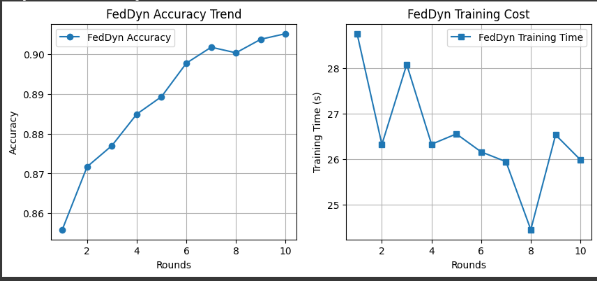 FedDyn Accuracy Trend
FedDyn Accuracy
0.90
0.89
0.88
0.87
0.86
Accuracy
2 4 6 8 10
Rounds
FedDyn Training Cost
FedDyn Training Time
28
27
26
25
Training Time (s)
2 4 6 8 10
Rounds